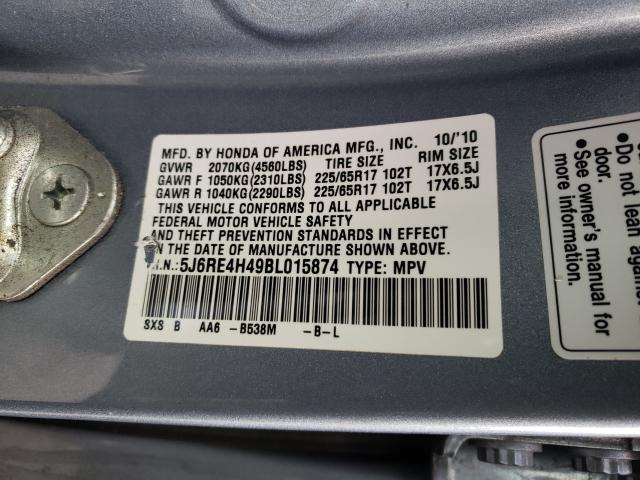 MFD. BY HONDA OF AMERICA MFG., INC. 10/'10
GVWR 2070KG(4560LBS) TIRE SIZE RIM SIZE
GAWR F 1050KG(2310LBS) 225/65R17 102T 17X6.5J
GAWR R 1040KG(2290LBS) 225/65R17 102T 17X6.5J
THIS VEHICLE CONFORMS TO ALL APPLICABLE
FEDERAL MOTOR VEHICLE SAFETY
AND THEFT PREVENTION STANDARDS IN EFFECT
ON THE DATE OF MANUFACTURE SHOWN ABOVE.
V.I.N.:5J6RE4H49BL015874 TYPE: MPV
SXS B AA6 -B538M -B-L
•Do not lean against
door.
•See owner's manual for
more information.